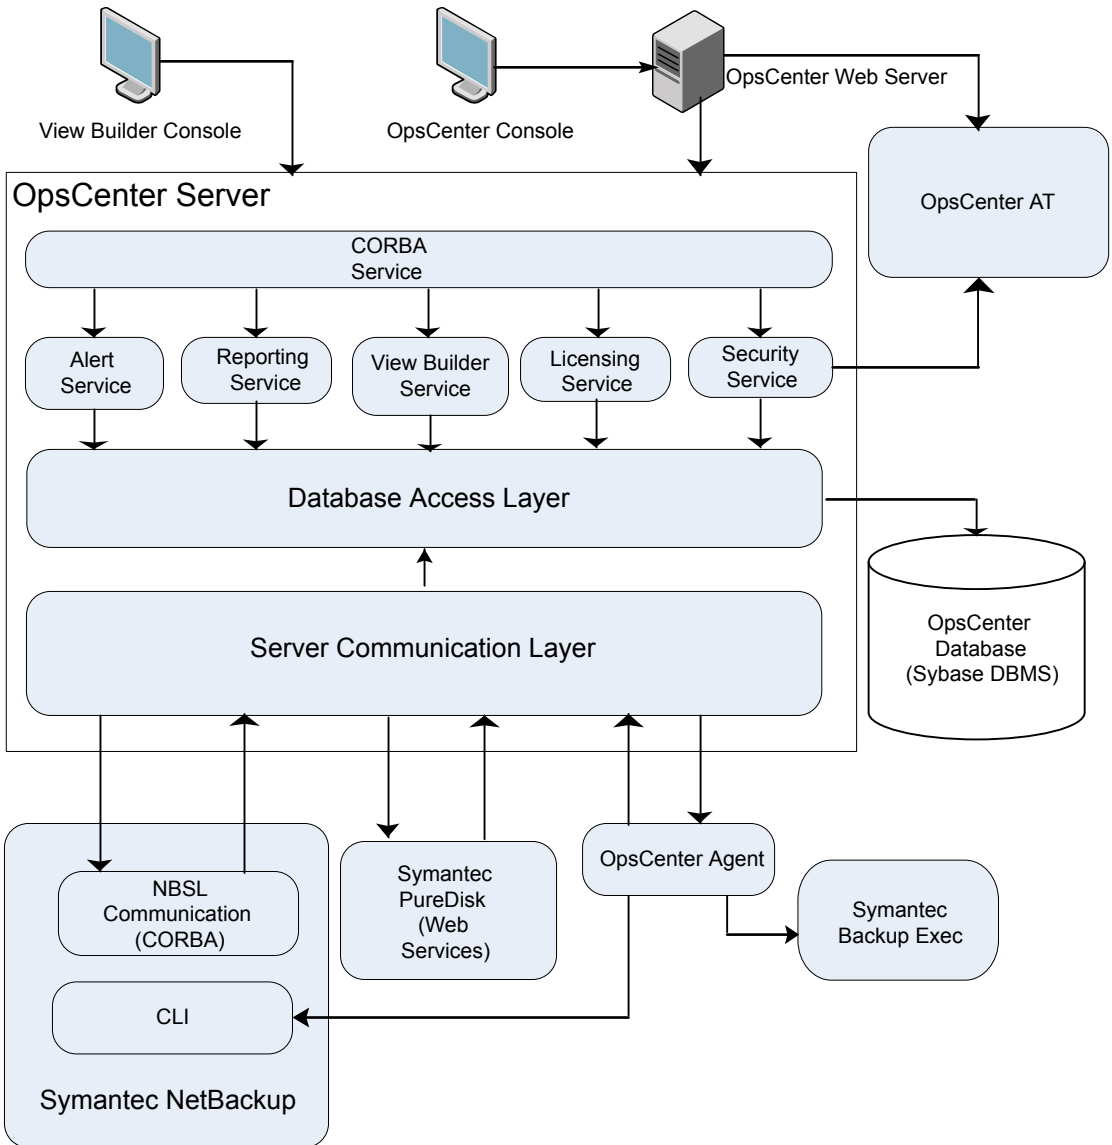 OpsCenter Web Server
View Builder Console
OpsCenter Console
OpsCenter Server
OpsCenter AT
CORBA
Service
Alert
Service
Reporting
Service
View Builder
Service
Licensing
Service
Security
Service
Database Access Layer
OpsCenter
Database
(Sybase DBMS)
Server Communication Layer
NBSL
Communication
(CORBA)
Symantec
PureDisk
(Web
Services)
OpsCenter Agent
Symantec
Backup Exec
CLI
Symantec NetBackup